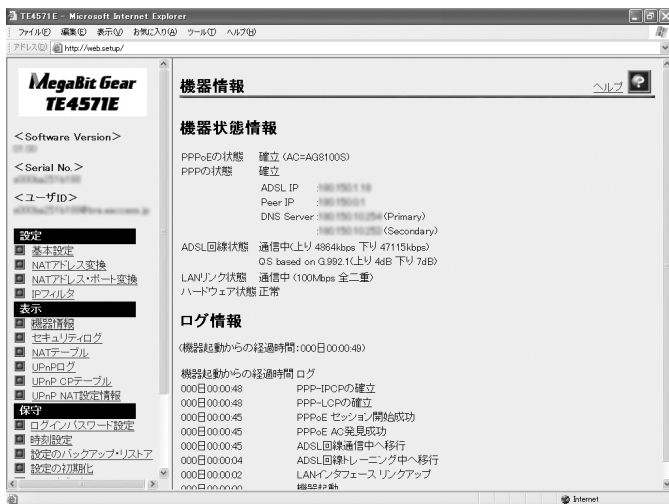 TE4571E - Microsoft Internet Explorer
ファイル(F) 編集(E) 表示(V) お気に入り(A) ツール(T) ヘルプ(H)
アドレス(D) http://web.setup/
MegaBit Gear
TE4571E
<Software Version>
<Serial No.>
<ユーザID>
設定
基本設定
NATアドレス変換
NATアドレス・ポート変換
IPフィルタ
表示
機器情報
セキュリティログ
NATテーブル
UPnPログ
UPnP CPテーブル
UPnP NAT設定情報
保守
ログインパスワード設定
時刻設定
設定のバックアップ・リストア
設定の初期化
機器情報
ヘルプ
機器状態情報
PPPoEの状態 確立 (AC=AG8100S)
PPPの状態 確立
ADSL IP :
Peer IP :
DNS Server : (Primary)
: (Secondary)
ADSL回線状態 通信中(上り 4864kbps 下り 47115kbps)
QS based on G.992.1(上り 4dB 下り 7dB)
LANリンク状態 通信中 (100Mbps 全二重)
ハードウェア状態 正常
ログ情報
(機器起動からの経過時間:000日00:00:49)
機器起動からの経過時間 ログ
000日00:00:48 PPP-IPCPの確立
000日00:00:48 PPP-LCPの確立
000日00:00:45 PPPoE セッション開始成功
000日00:00:45 PPPoE AC発見成功
000日00:00:45 ADSL回線通信中へ移行
000日00:00:04 ADSL回線トレーニング中へ移行
000日00:00:02 LANインタフェース リンクアップ
000日00:00:00 機器起動
Internet